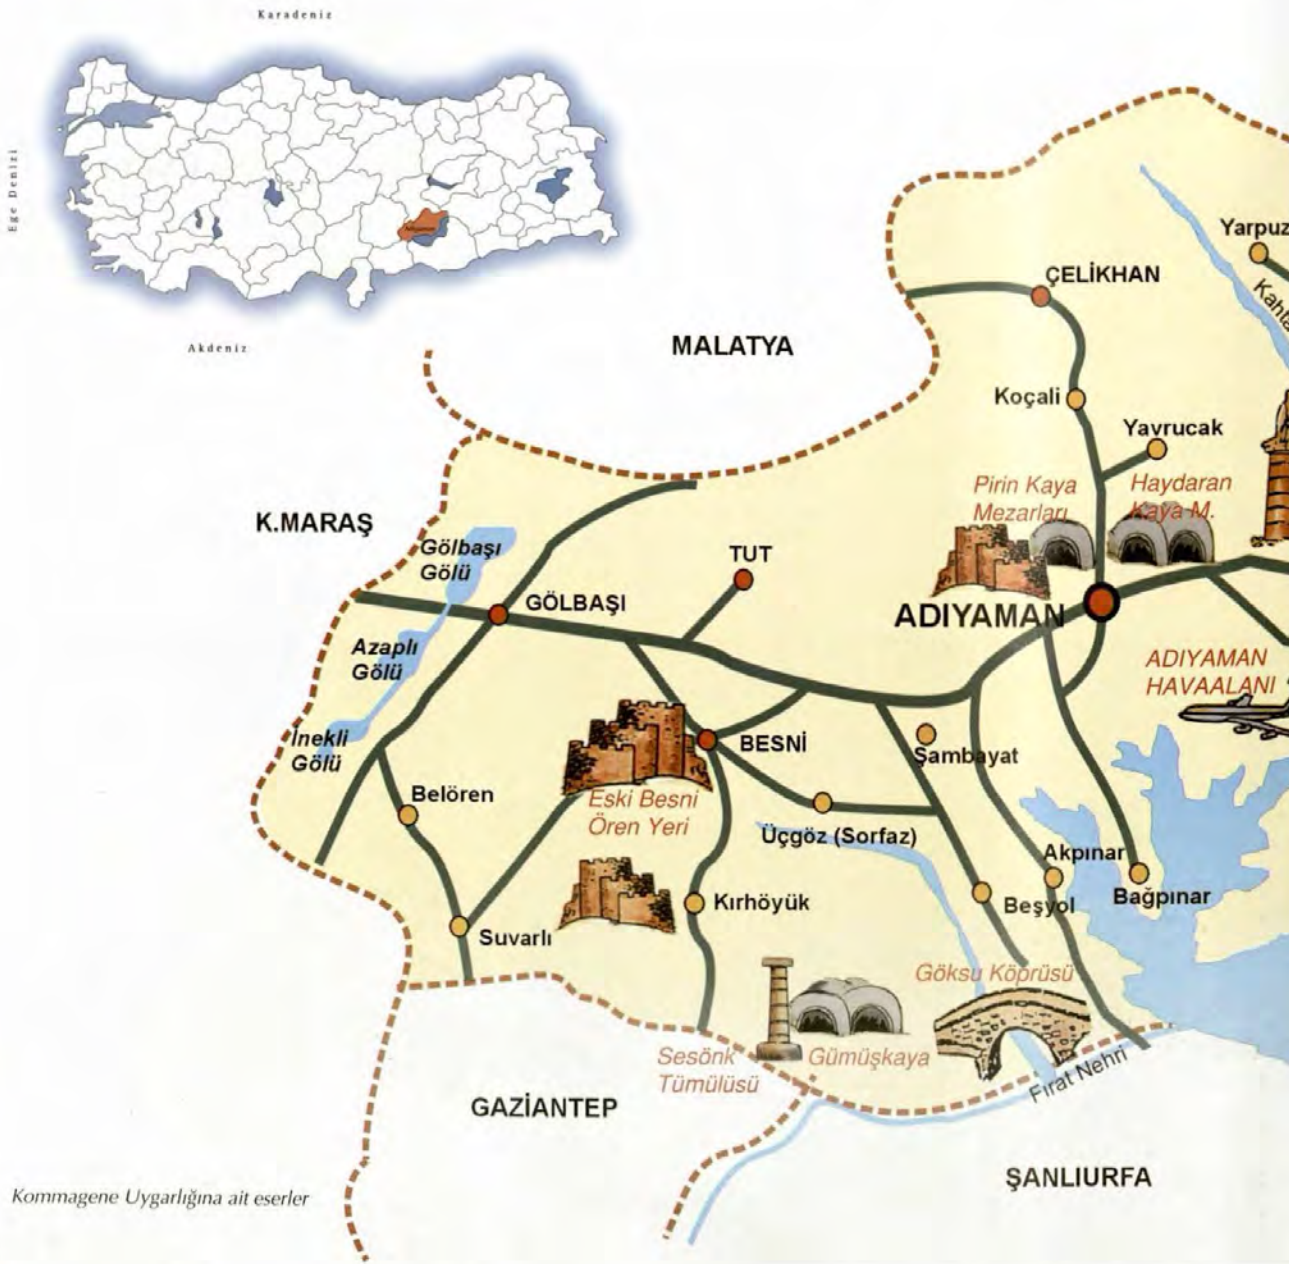 Karadeniz
Ege Denizi
Adıyaman
Akdeniz
MALATYA
ÇELİKHAN
Yarpuz
Kahta
Koçali
Yavrucak
Pirin Kaya
Mezarları
Haydaran
Kaya M.
K.MARAŞ
Gölbaşı
Gölü
TUT
GÖLBAŞI
ADIYAMAN
Azaplı
Gölü
ADIYAMAN
HAVAALANI
İnekli
Gölü
BESNİ
Şambayat
Belören
Eski Besni
Ören Yeri
Üçgöz (Sorfaz)
Akpınar
Bağpınar
Beşyol
Kırhöyük
Suvarlı
Göksu Köprüsü
Sesönk
Tümülüsü
Gümüşkaya
Fırat Nehri
GAZİANTEP
ŞANLIURFA
Kommagene Uygarlığına ait eserler